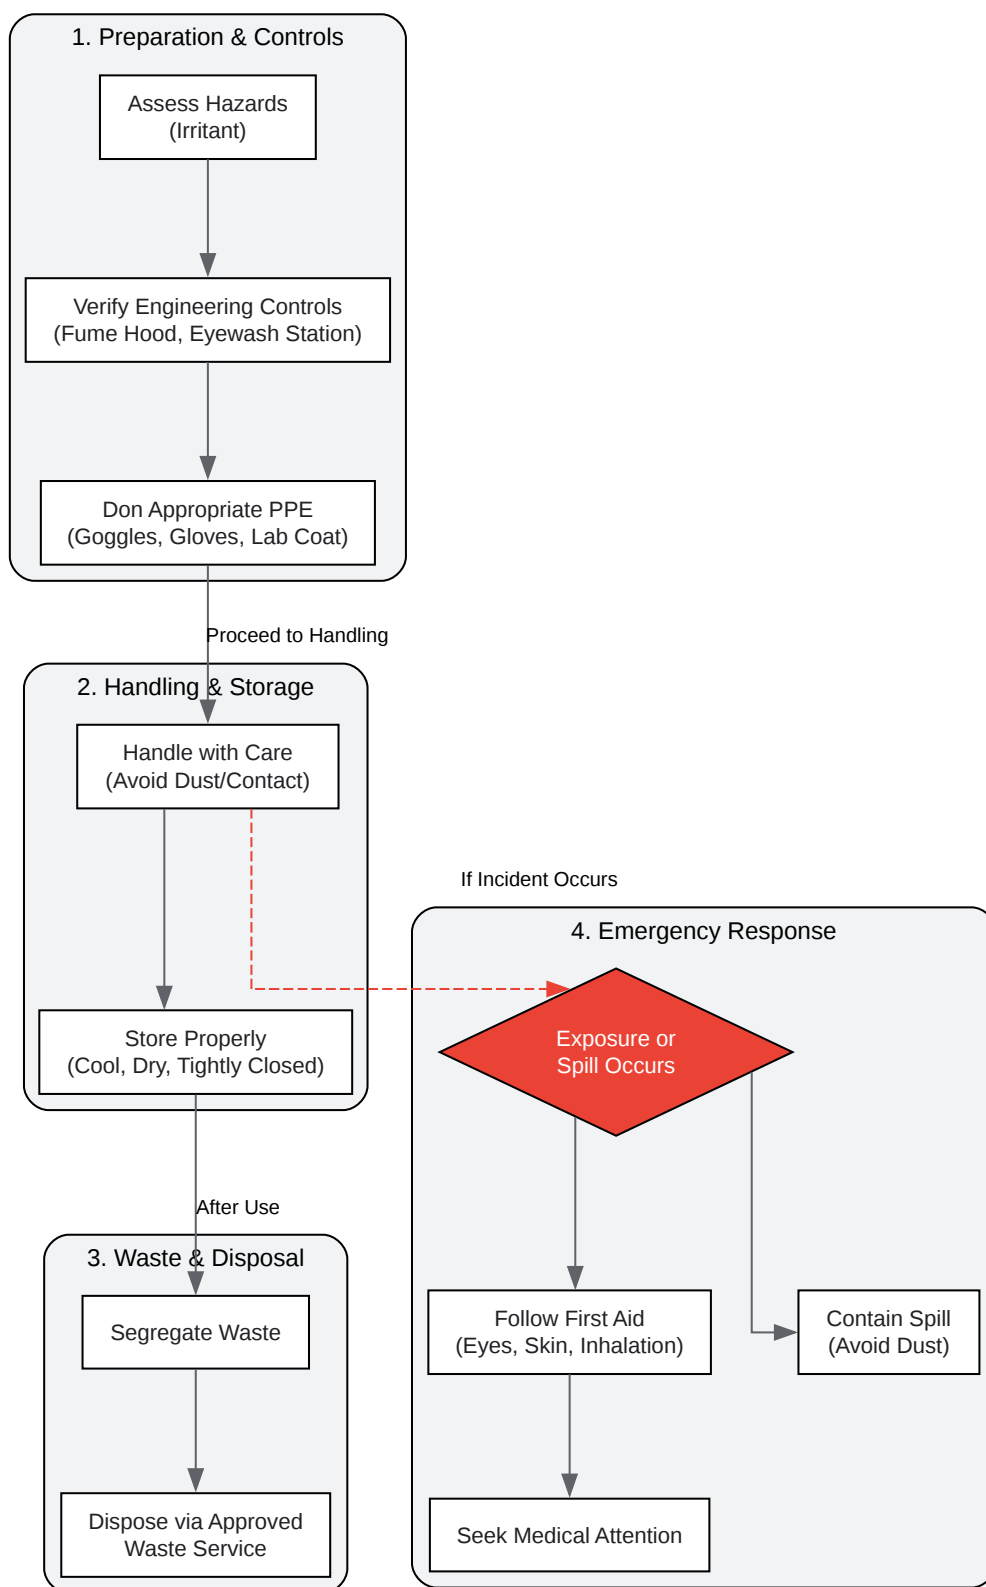 1. Preparation & Controls
Assess Hazards
(Irritant)
Verify Engineering Controls
(Fume Hood, Eyewash Station)
Don Appropriate PPE
(Goggles, Gloves, Lab Coat)
Proceed to Handling
2. Handling & Storage
Handle with Care
(Avoid Dust/Contact)
Store Properly
(Cool, Dry, Tightly Closed)
After Use
3. Waste & Disposal
Segregate Waste
Dispose via Approved
Waste Service
If Incident Occurs
4. Emergency Response
Exposure or
Spill Occurs
Follow First Aid
(Eyes, Skin, Inhalation)
Contain Spill
(Avoid Dust)
Seek Medical Attention